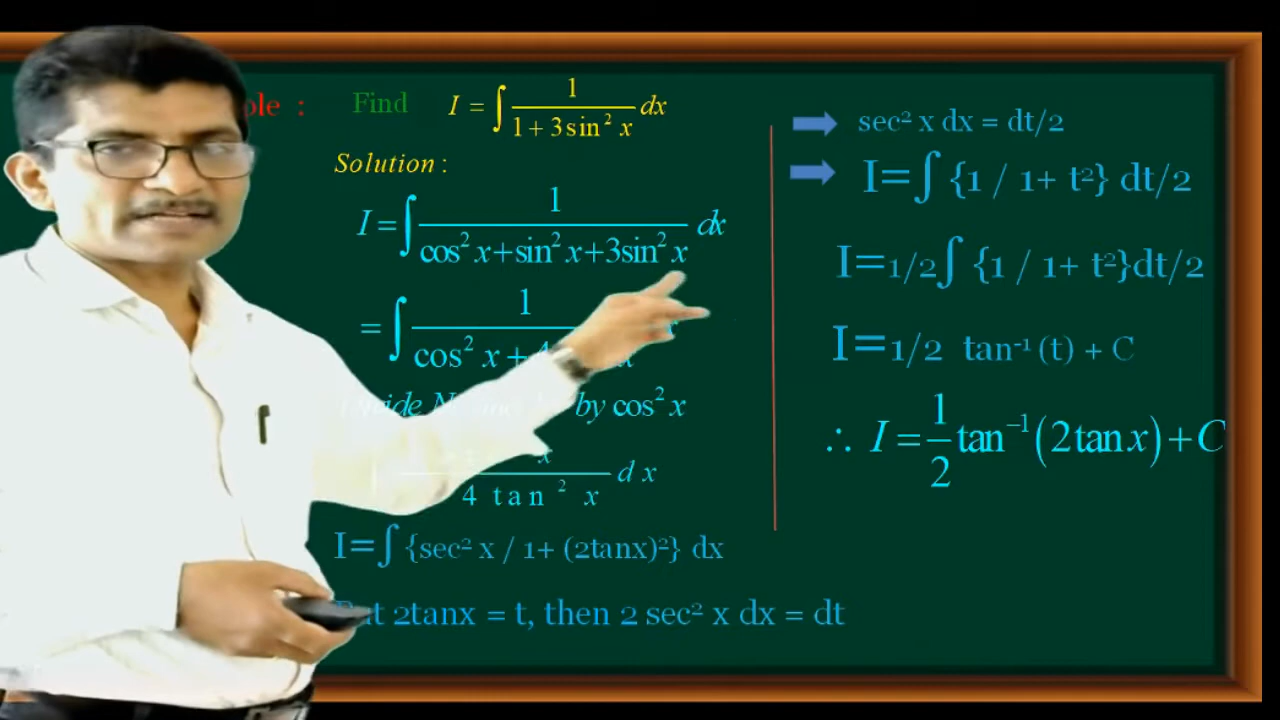 : Find I = ∫ 1 / 1 + 3 sin² x dx
Solution :
I = ∫ 1 / cos² x + sin² x + 3sin² x dx
= ∫ 1 / cos² x +
by cos² x
4 tan² x d x
I=∫ {sec² x / 1+ (2tanx)²} dx
2tanx = t, then 2 sec² x dx = dt
sec² x dx = dt/2
I=∫ {1 / 1+ t²} dt/2
I=1/2∫ {1 / 1+ t²}dt/2
I=1/2 tan⁻¹ (t) + C
∴ I = 1/2 tan⁻¹(2tan x) + C